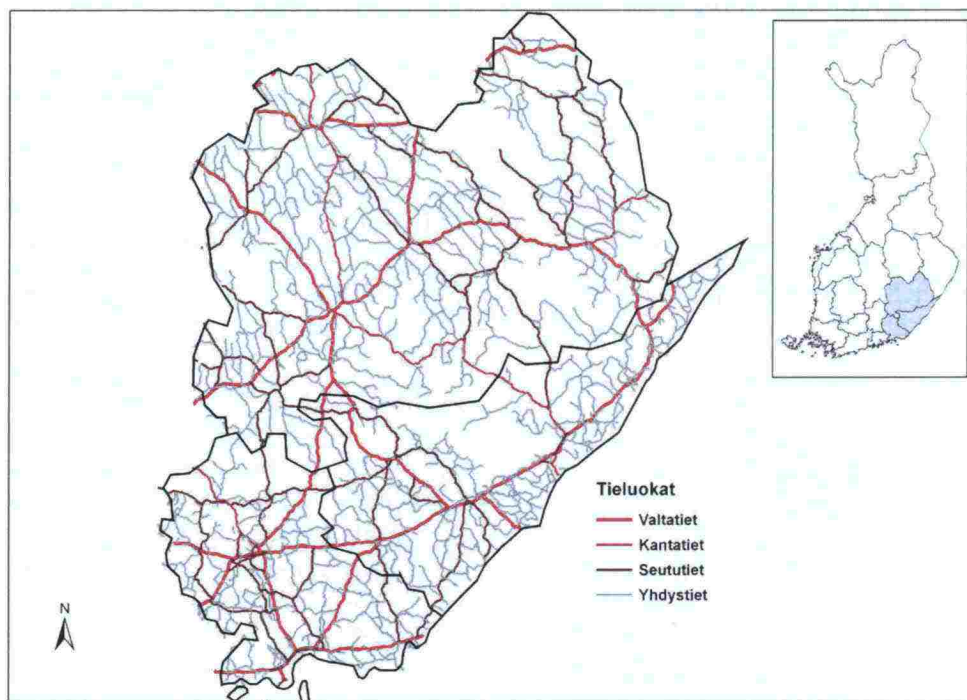 Tieluokat
Valtatiet
Kantatiet
Seututiet
Yhdystiet
N